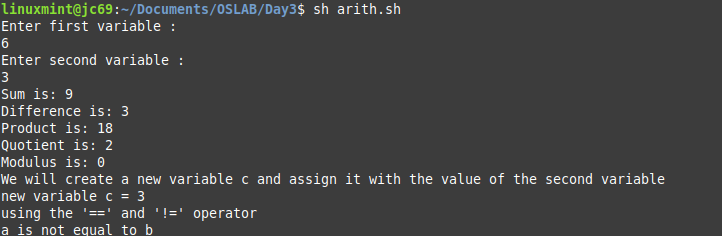 linuxmint@jc69:~/Documents/OSLAB/Day3$ sh arith.sh
Enter first variable :
6
Enter second variable :
3
Sum is: 9
Difference is: 3
Product is: 18
Quotient is: 2
Modulus is: 0
We will create a new variable c and assign it with the value of the second variable
new variable c = 3
using the '==' and '!=' operator
a is not equal to b